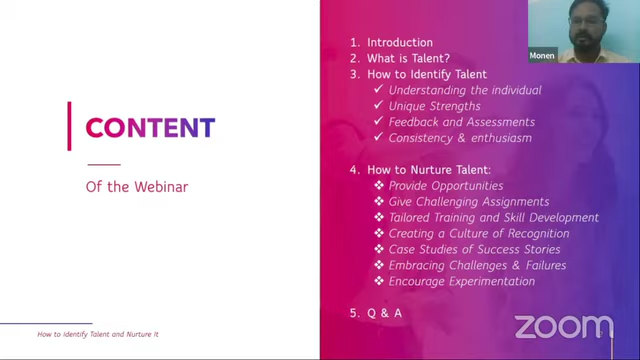 CONTENT
Of the Webinar
How to Identify Talent and Nurture It
1. Introduction
2. What is Talent?
3. How to Identify Talent
✓ Understanding the individual
✓ Unique Strengths
✓ Feedback and Assessments
✓ Consistency & enthusiasm
4. How to Nurture Talent:
❖ Provide Opportunities
❖ Give Challenging Assignments
❖ Tailored Training and Skill Development
❖ Creating a Culture of Recognition
❖ Case Studies of Success Stories
❖ Embracing Challenges & Failures
❖ Encourage Experimentation
5. Q & A
Monen
zoom